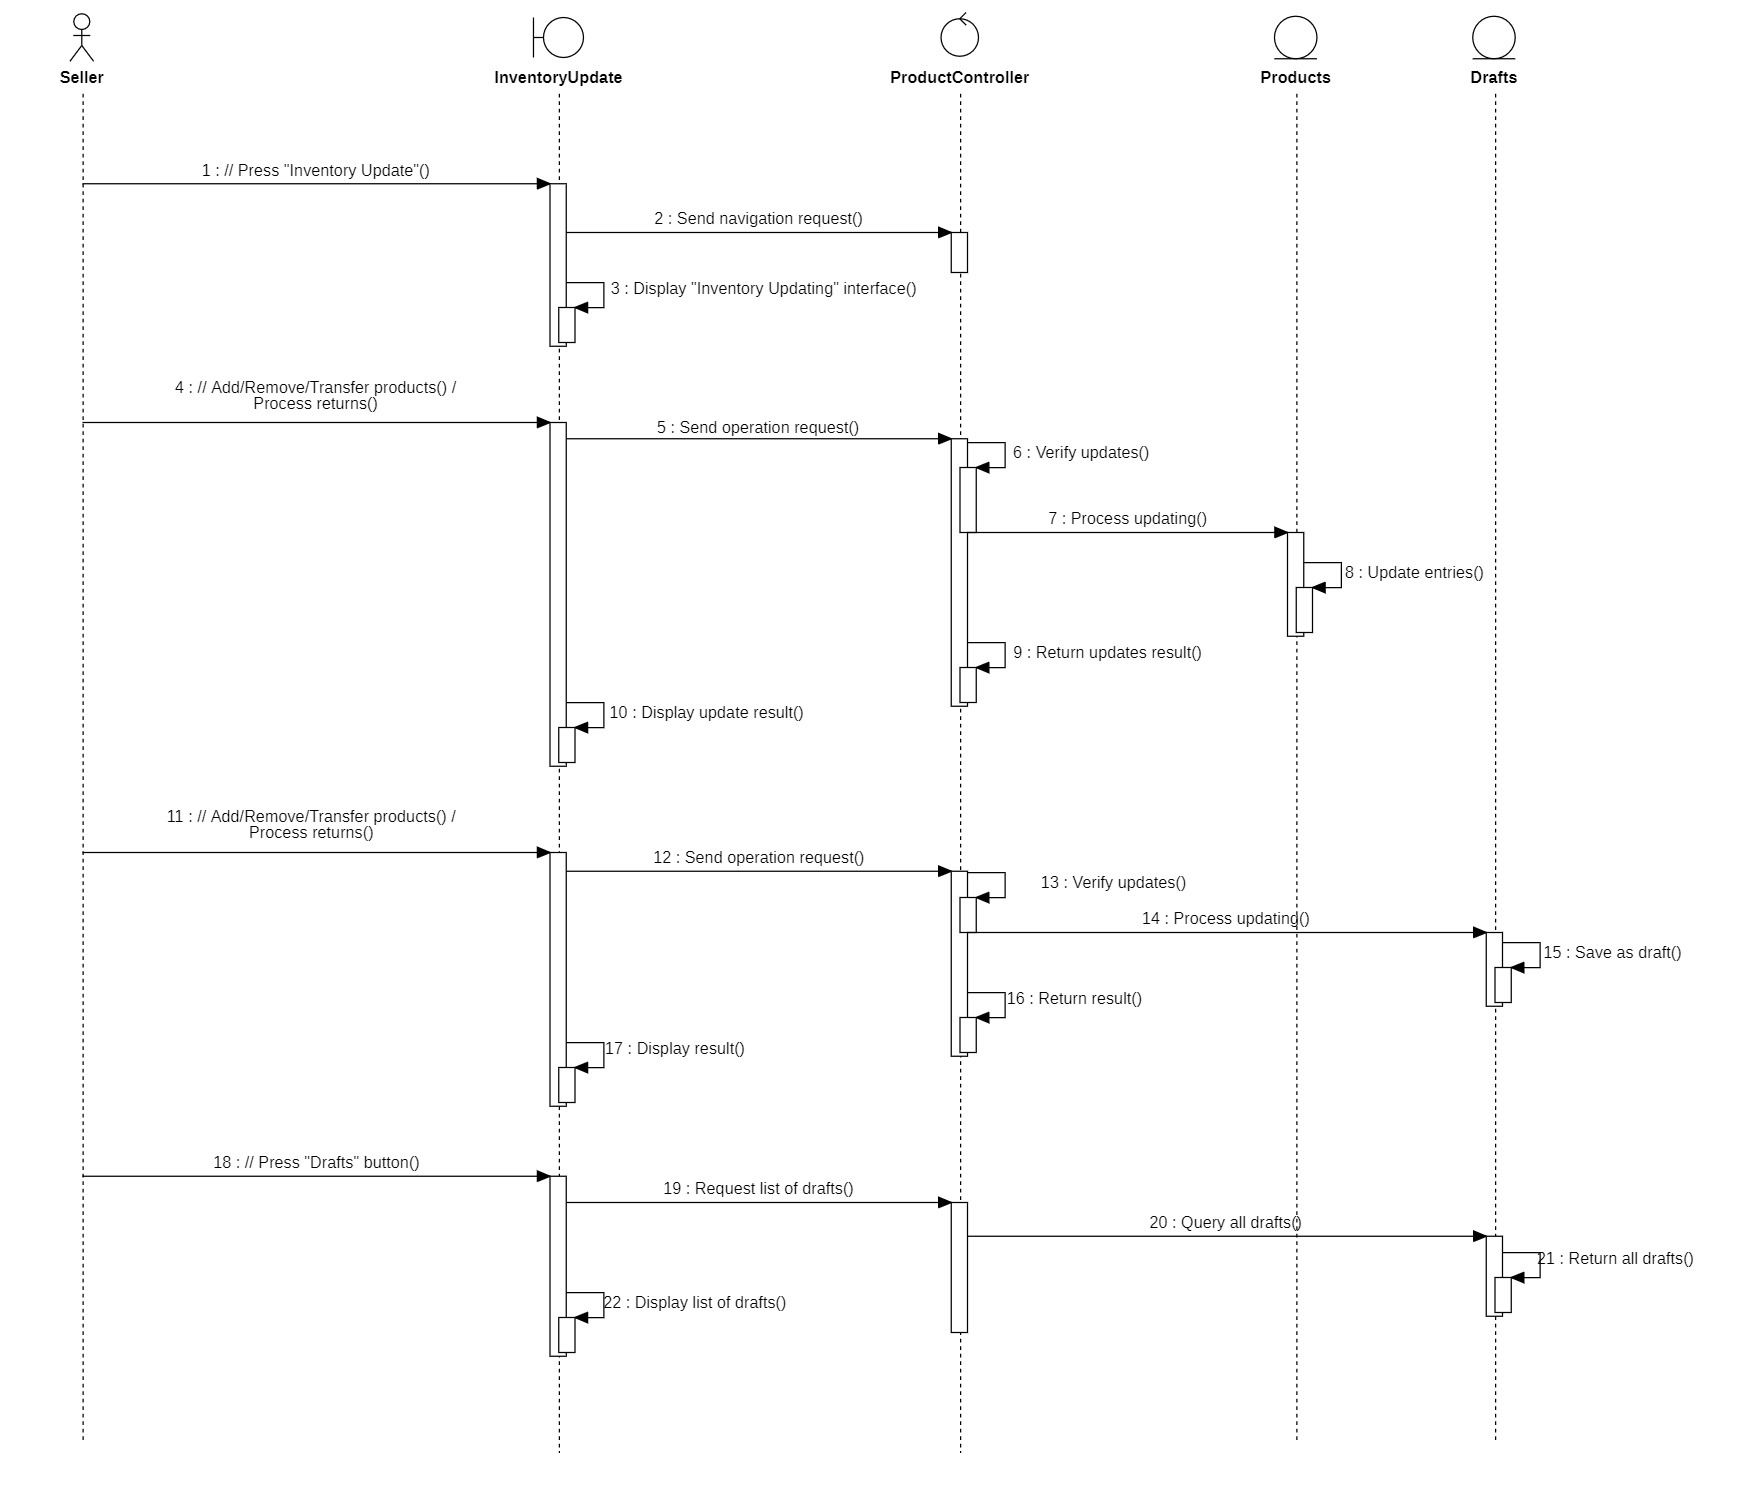 Seller
InventoryUpdate
ProductController
Products
Drafts
1 : // Press "Inventory Update"()
2 : Send navigation request()
3 : Display "Inventory Updating" interface()
4 : // Add/Remove/Transfer products() /
Process returns()
5 : Send operation request()
6 : Verify updates()
7 : Process updating()
8 : Update entries()
9 : Return updates result()
10 : Display update result()
11 : // Add/Remove/Transfer products() /
Process returns()
12 : Send operation request()
13 : Verify updates()
14 : Process updating()
15 : Save as draft()
16 : Return result()
17 : Display result()
18 : // Press "Drafts" button()
19 : Request list of drafts()
20 : Query all drafts()
21 : Return all drafts()
22 : Display list of drafts()